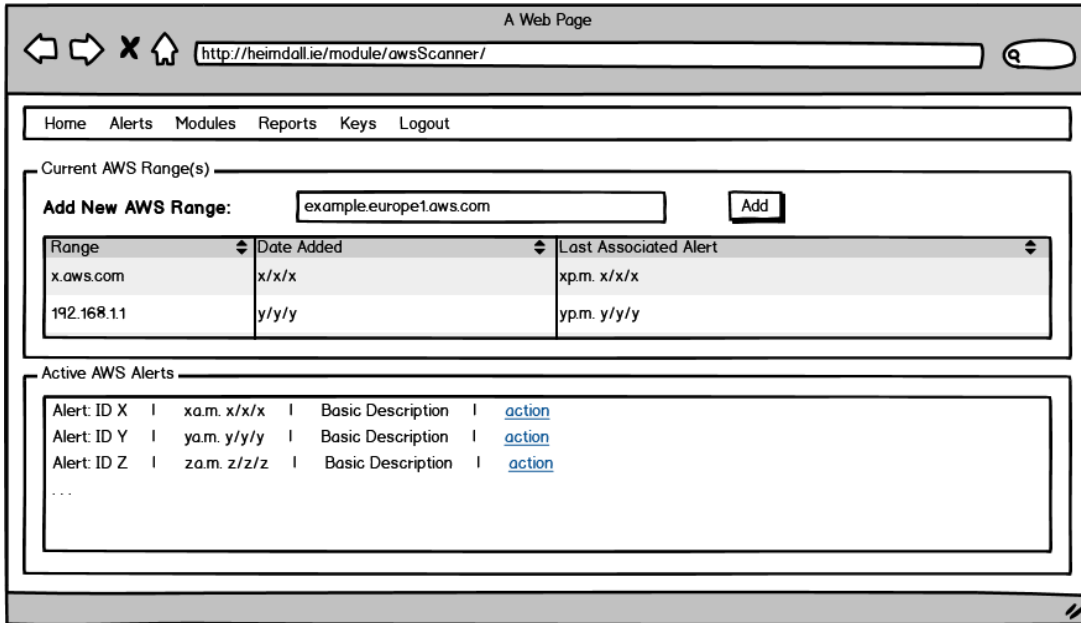 A Web Page
http://heimdall.ie/module/awsScanner/
Home Alerts Modules Reports Keys Logout
Current AWS Range(s)
Add New AWS Range: example.europe1.aws.com Add
Range Date Added Last Associated Alert
x.aws.com x/x/x xp.m. x/x/x
192.168.1.1 y/y/y yp.m. y/y/y
Active AWS Alerts
Alert: ID X | xa.m. x/x/x | Basic Description | action
Alert: ID Y | ya.m. y/y/y | Basic Description | action
Alert: ID Z | za.m. z/z/z | Basic Description | action
. . .